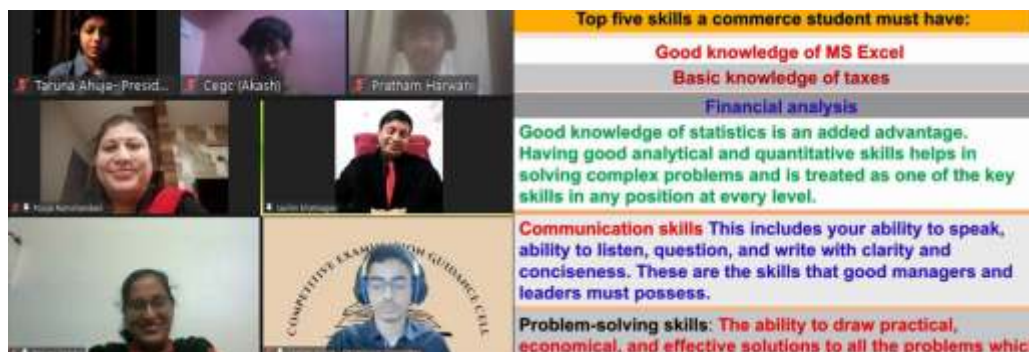 Taruna Ahuja- Presid...
Cegc (Akash)
Pratham Harwani
COMPETITIVE EXAMINATION GUIDANCE CELL
Top five skills a commerce student must have:
Good knowledge of MS Excel
Basic knowledge of taxes
Financial analysis
Good knowledge of statistics is an added advantage.
Having good analytical and quantitative skills helps in
solving complex problems and is treated as one of the key
skills in any position at every level.
Communication skills This includes your ability to speak,
ability to listen, question, and write with clarity and
conciseness. These are the skills that good managers and
leaders must possess.
Problem-solving skills: The ability to draw practical,
economical, and effective solutions to all the problems whic